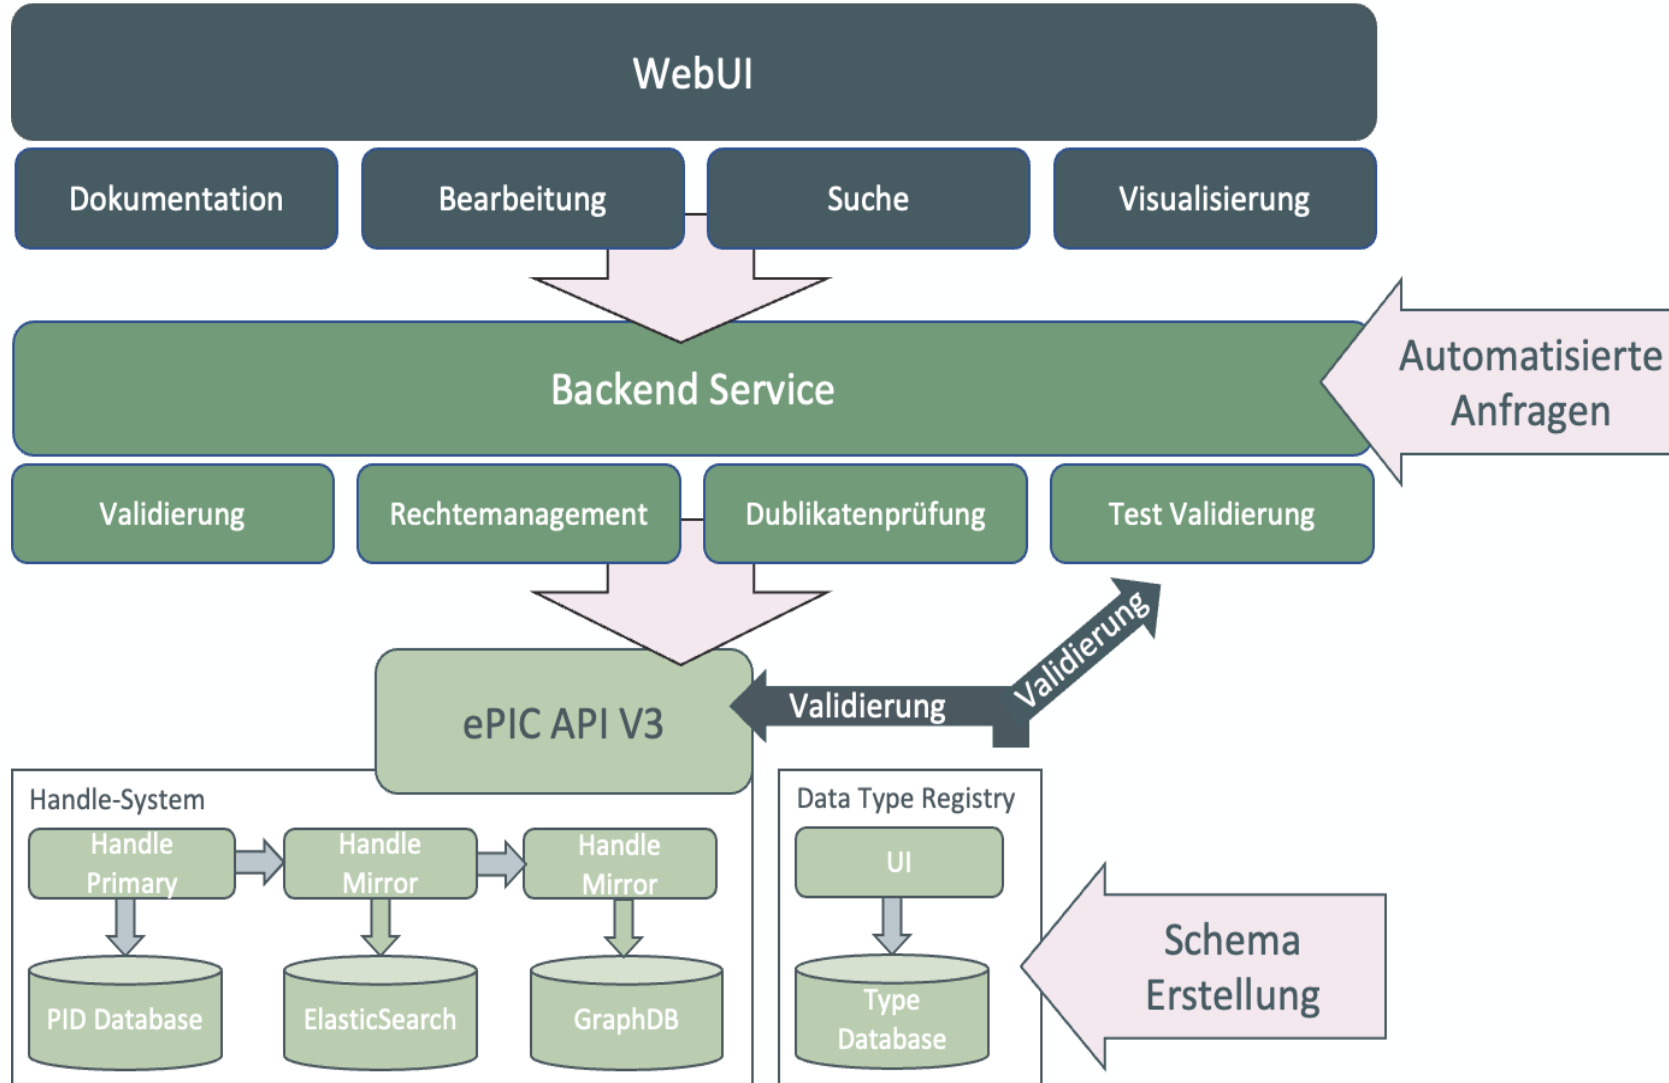 WebUI
Dokumentation
Bearbeitung
Suche
Visualisierung
Backend Service
Automatisierte
Anfragen
Validierung
Rechtemanagement
Dublikatenprüfung
Test Validierung
Validierung
Validierung
ePIC API V3
Handle-System
Handle
Primary
Handle
Mirror
Handle
Mirror
PID Database
ElasticSearch
GraphDB
Data Type Registry
UI
Type
Database
Schema
Erstellung